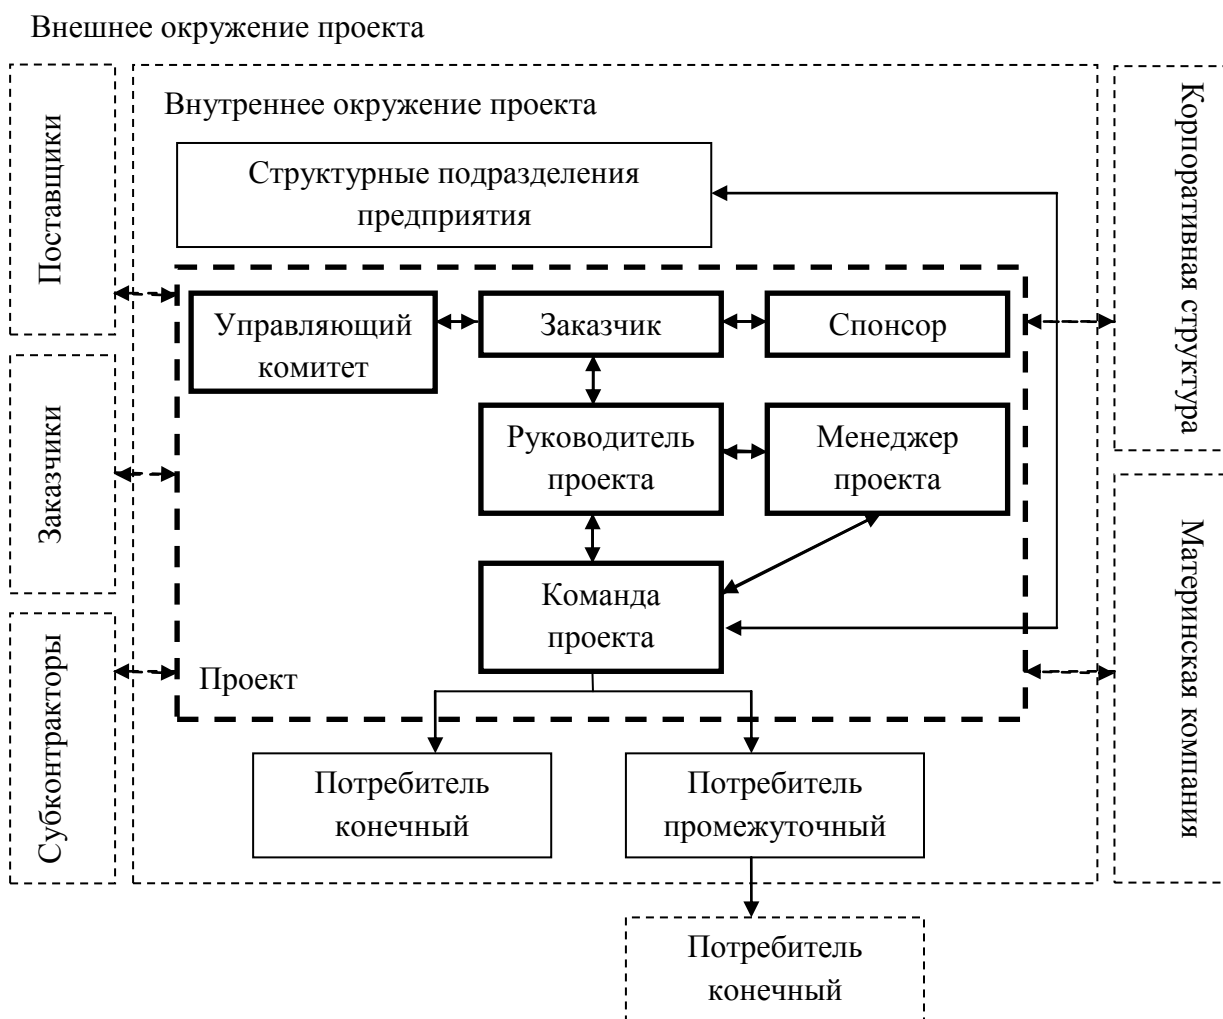 Внешнее окружение проекта
Внутреннее окружение проекта
Поставщики
Заказчики
Субконтракторы
Структурные подразделения
предприятия
Управляющий
комитет
Заказчик
Спонсор
Руководитель
проекта
Менеджер
проекта
Команда
проекта
Проект
Потребитель
конечный
Потребитель
промежуточный
Потребитель
конечный
Корпоративная структура
Материнская компания